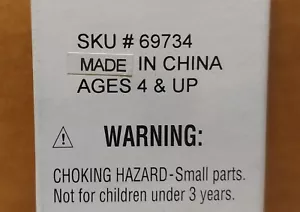 SKU # 69734
MADE IN CHINA
AGES 4 & UP
WARNING:
CHOKING HAZARD-Small parts.
Not for children under 3 years.